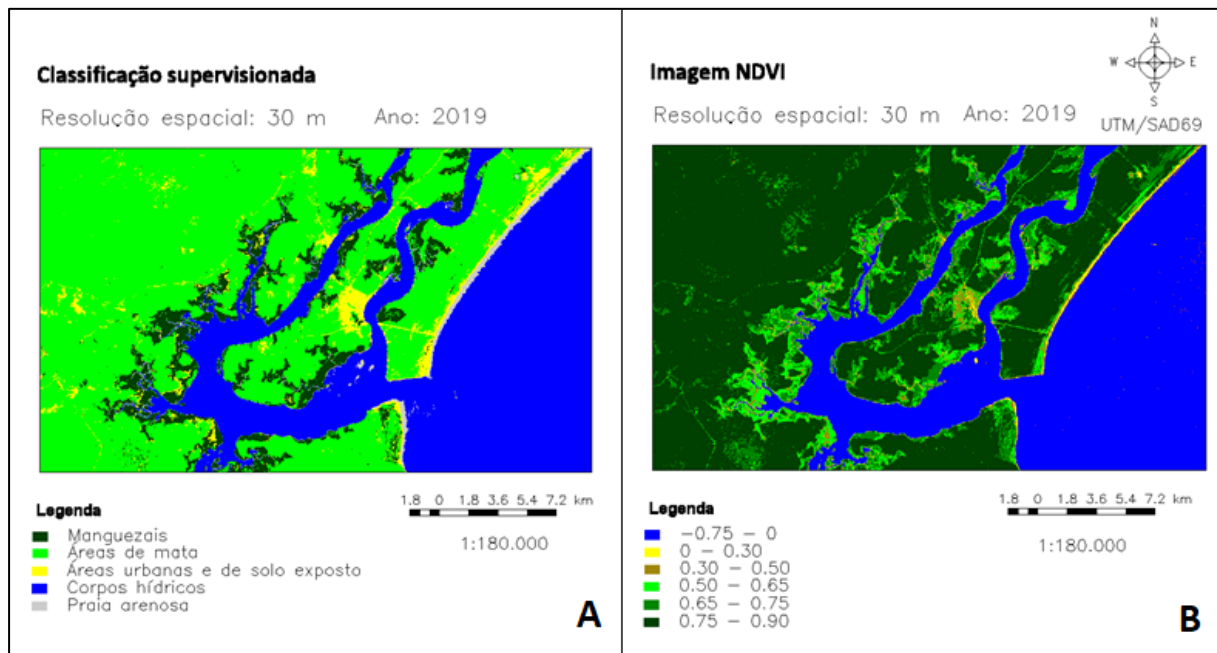 Classificação supervisionada
Resolução espacial: 30 m Ano: 2019
Legenda
Manguezais
Áreas de mata
Áreas urbanas e de solo exposto
Corpos hídricos
Praia arenosa
1.8 0 1.8 3.6 5.4 7.2 km
1:180.000
A
Imagem NDVI
Resolução espacial: 30 m Ano: 2019
N
W E
S
UTM/SAD69
Legenda
-0.75 - 0
0 - 0.30
0.30 - 0.50
0.50 - 0.65
0.65 - 0.75
0.75 - 0.90
1.8 0 1.8 3.6 5.4 7.2 km
1:180.000
B